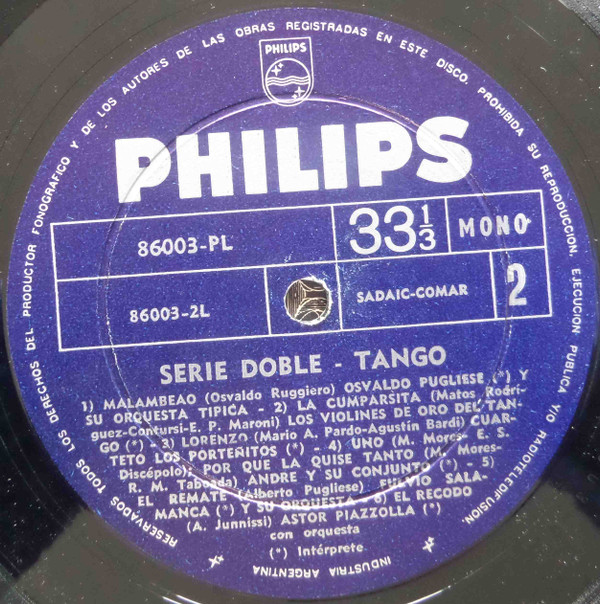 RESERVADOS TODOS LOS DERECHOS DEL PRODUCTOR FONOGRAFICO Y DE LOS AUTORES DE LAS OBRAS REGISTRADAS EN ESTE DISCO. PROHIBIDA SU REPRODUCCION, EJECUCION PUBLICA Y/O RADIOTELEDIFUSION.
PHILIPS
PHILIPS
86003-PL
33 1/3
MONO
86003-2L
SADAIC-COMAR
2
SERIE DOBLE - TANGO
1) MALAMBEAO (Osvaldo Ruggiero) OSVALDO PUGLIESE (*) Y
SU ORQUESTA TIPICA - 2) LA CUMPARSITA (Matos Rodrí-
guez-Contursi-E. P. Maroni) LOS VIOLINES DE ORO DEL TAN-
GO (*) - 3) LORENZO (Mario A. Pardo-Agustín Bardi) CUAR-
TETO LOS PORTEÑITOS (*) - 4) UNO (M. Mores- E. S.
Discépolo) - POR QUE LA QUISE TANTO (M. Mores-
R. M. Taboada) ANDRE Y SU CONJUNTO (*) - 5)
EL REMATE (Alberto Pugliese) FULVIO SALA-
MANCA (*) Y SU ORQUESTA - 6) EL RECODO
(A. Junnissi) ASTOR PIAZZOLLA (*)
con orquesta
(*) Intérprete
INDUSTRIA ARGENTINA